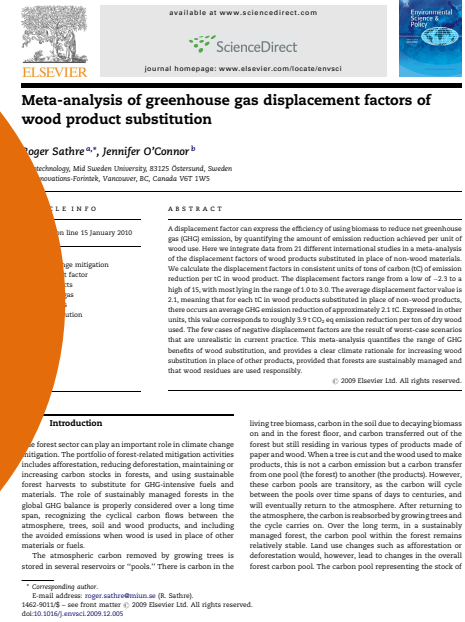 available at www.sciencedirect.com
ScienceDirect
journal homepage: www.elsevier.com/locate/envsci
ELSEVIER
Environmental
Science &
Policy
Meta-analysis of greenhouse gas displacement factors of
wood product substitution
oger Sathre a,*, Jennifer O'Connor b
technology, Mid Sweden University, 83125 Östersund, Sweden
nnovations-Forintek, Vancouver, BC, Canada V6T 1W5
LE INFO
on line 15 January 2010
nge mitigation
t factor
cts
gas
s
ution
ABSTRACT
A displacement factor can express the efficiency of using biomass to reduce net greenhouse
gas (GHG) emission, by quantifying the amount of emission reduction achieved per unit of
wood use. Here we integrate data from 21 different international studies in a meta-analysis
of the displacement factors of wood products substituted in place of non-wood materials.
We calculate the displacement factors in consistent units of tons of carbon (tC) of emission
reduction per tC in wood product. The displacement factors range from a low of −2.3 to a
high of 15, with most lying in the range of 1.0 to 3.0. The average displacement factor value is
2.1, meaning that for each tC in wood products substituted in place of non-wood products,
there occurs an average GHG emission reduction of approximately 2.1 tC. Expressed in other
units, this value corresponds to roughly 3.9 t CO₂ eq emission reduction per ton of dry wood
used. The few cases of negative displacement factors are the result of worst-case scenarios
that are unrealistic in current practice. This meta-analysis quantifies the range of GHG
benefits of wood substitution, and provides a clear climate rationale for increasing wood
substitution in place of other products, provided that forests are sustainably managed and
that wood residues are used responsibly.
© 2009 Elsevier Ltd. All rights reserved.
Introduction
he forest sector can play an important role in climate change
mitigation. The portfolio of forest-related mitigation activities
includes afforestation, reducing deforestation, maintaining or
increasing carbon stocks in forests, and using sustainable
forest harvests to substitute for GHG-intensive fuels and
materials. The role of sustainably managed forests in the
global GHG balance is properly considered over a long time
span, recognizing the cyclical carbon flows between the
atmosphere, trees, soil and wood products, and including
the avoided emissions when wood is used in place of other
materials or fuels.
The atmospheric carbon removed by growing trees is
stored in several reservoirs or "pools." There is carbon in the
living tree biomass, carbon in the soil due to decaying biomass
on and in the forest floor, and carbon transferred out of the
forest but still residing in various types of products made of
paper and wood. When a tree is cut and the wood used to make
products, this is not a carbon emission but a carbon transfer
from one pool (the forest) to another (the products). However,
these carbon pools are transitory, as the carbon will cycle
between the pools over time spans of days to centuries, and
will eventually return to the atmosphere. After returning to
the atmosphere, the carbon is reabsorbed by growing trees and
the cycle carries on. Over the long term, in a sustainably
managed forest, the carbon pool within the forest remains
relatively stable. Land use changes such as afforestation or
deforestation would, however, lead to changes in the overall
forest carbon pool. The carbon pool representing the stock of
* Corresponding author.
E-mail address: roger.sathre@miun.se (R. Sathre).
1462-9011/$ – see front matter © 2009 Elsevier Ltd. All rights reserved.
doi:10.1016/j.envsci.2009.12.005